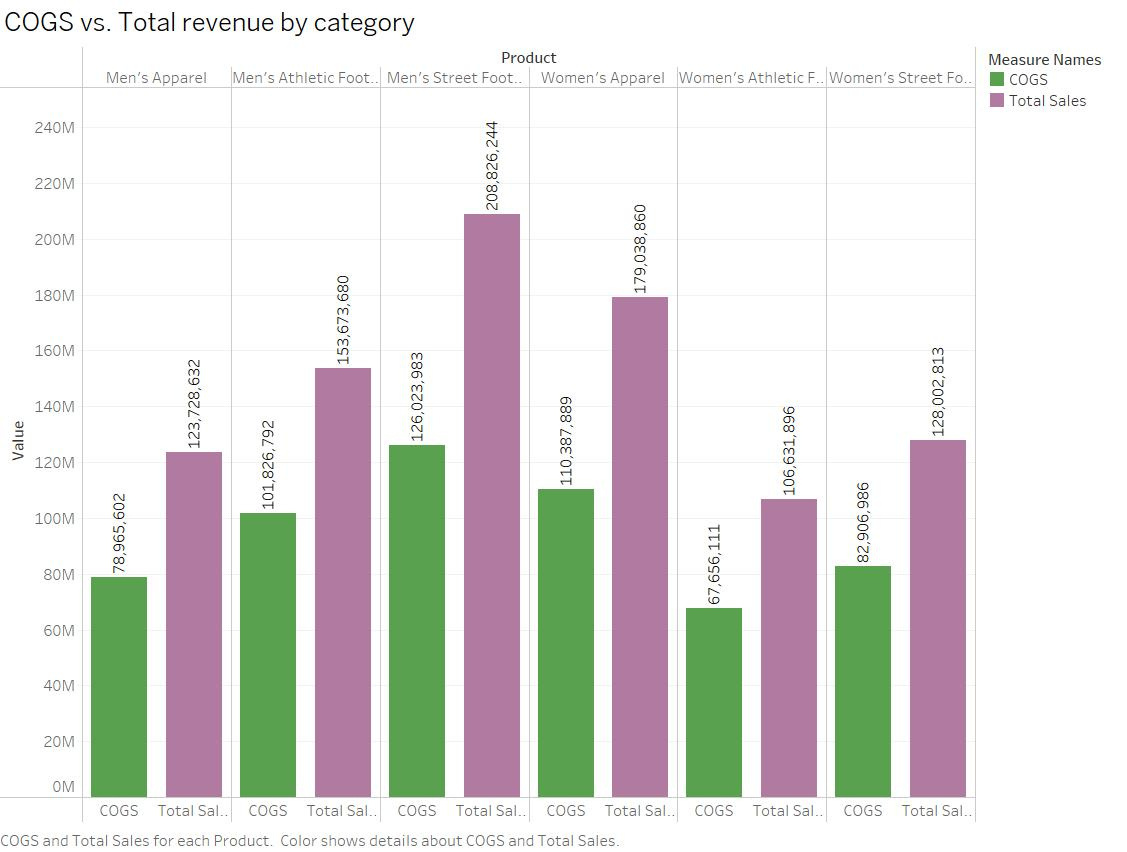 COGS vs. Total revenue by category
Product
Men's Apparel Men's Athletic Foot.. Men's Street Foot.. Women's Apparel Women's Athletic F.. Women's Street Fo..
Measure Names
COGS
Total Sales
Value
240M
220M
200M
180M
160M
140M
120M
100M
80M
60M
40M
20M
0M
78,965,602
123,728,632
101,826,792
153,673,680
126,023,983
208,826,244
110,387,889
179,038,860
67,656,111
106,631,896
82,906,986
128,002,813
COGS Total Sal.. COGS Total Sal.. COGS Total Sal.. COGS Total Sal.. COGS Total Sal.. COGS Total Sal..
COGS and Total Sales for each Product. Color shows details about COGS and Total Sales.